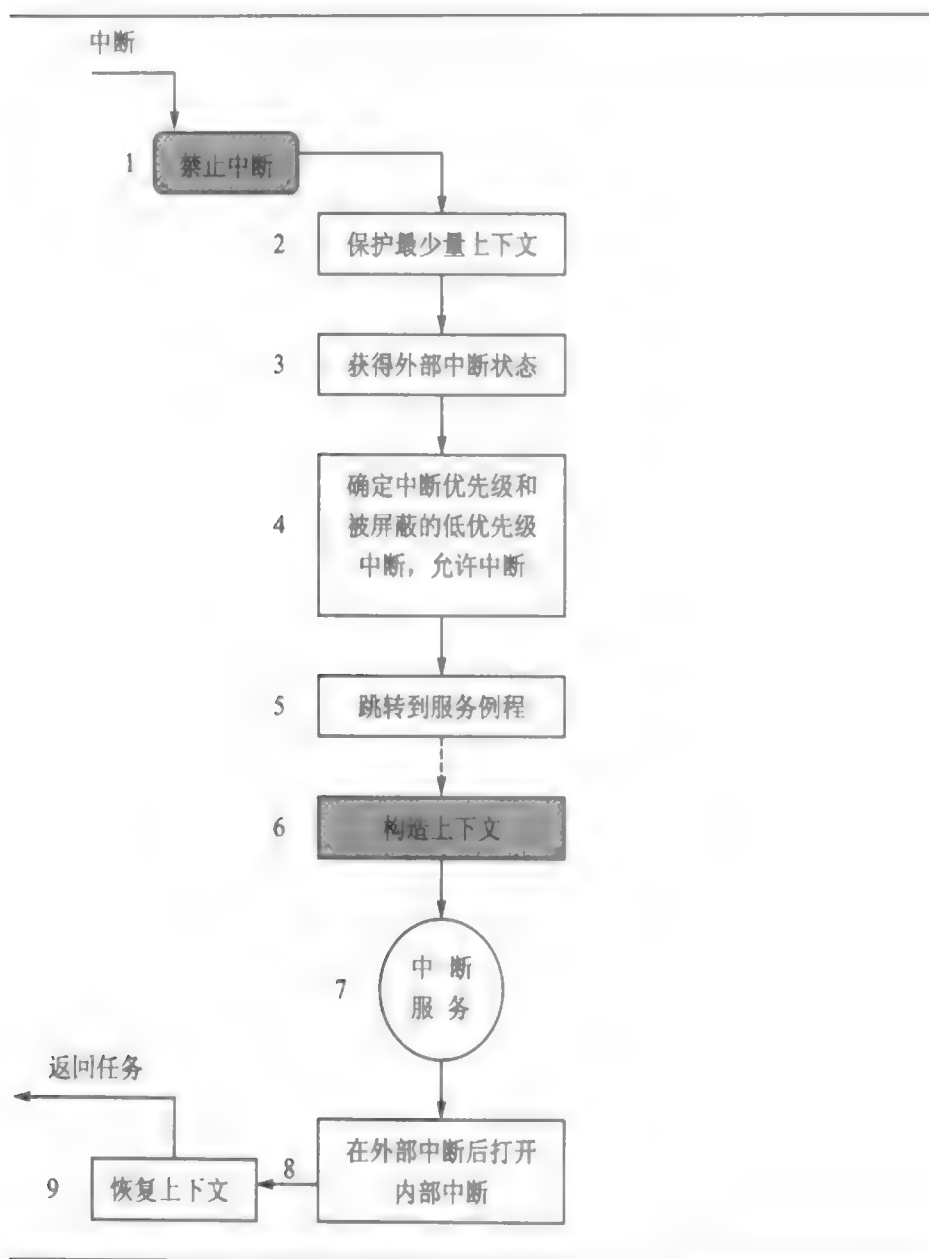 中断
1 禁止中断
2 保护最少量上下文
3 获得外部中断状态
确定中断优先级和
4 被屏蔽的低优先级
中断，允许中断
5 跳转到服务例程
6 构造上下文
中 断
7
服 务
返回任务
在外部中断后打开
8
内部中断
9 恢复上下文